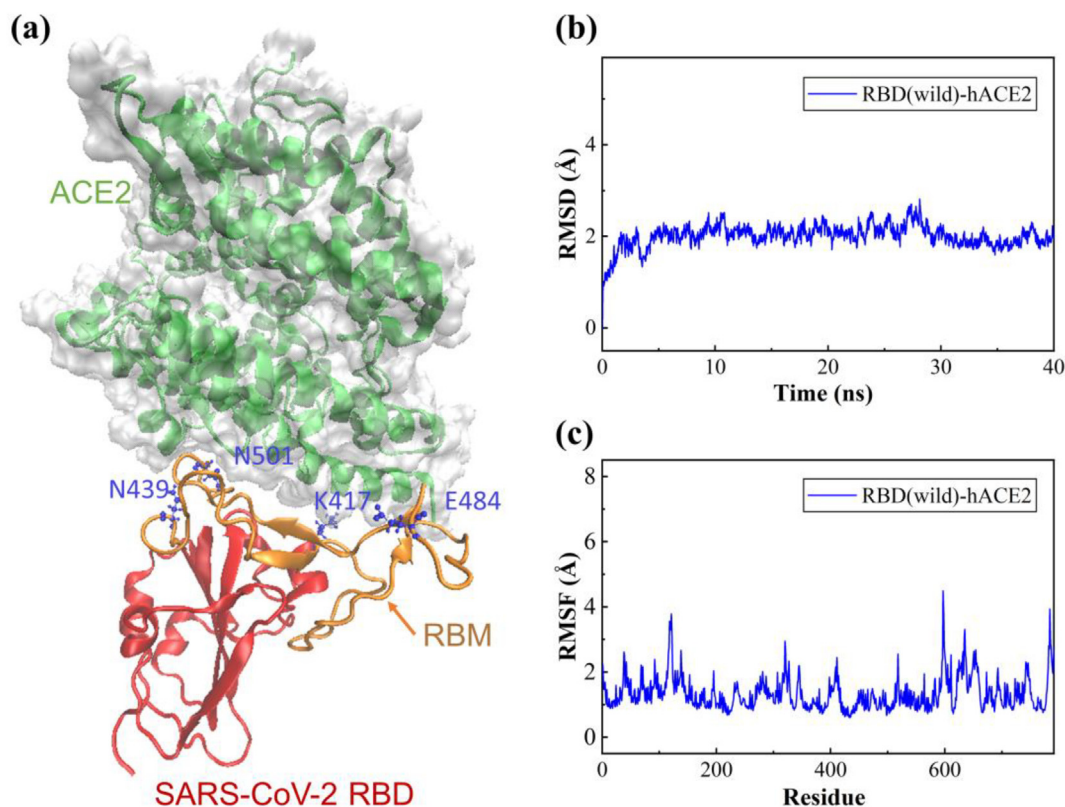 (a)
ACE2
N501
N439
K417
E484
RBM
SARS-CoV-2 RBD
(b)
RBD(wild)-hACE2
4
2
0
RMSD (Å)
0 10 20 30 40
Time (ns)
(c)
RBD(wild)-hACE2
8
6
4
2
0
RMSF (Å)
0 200 400 600
Residue